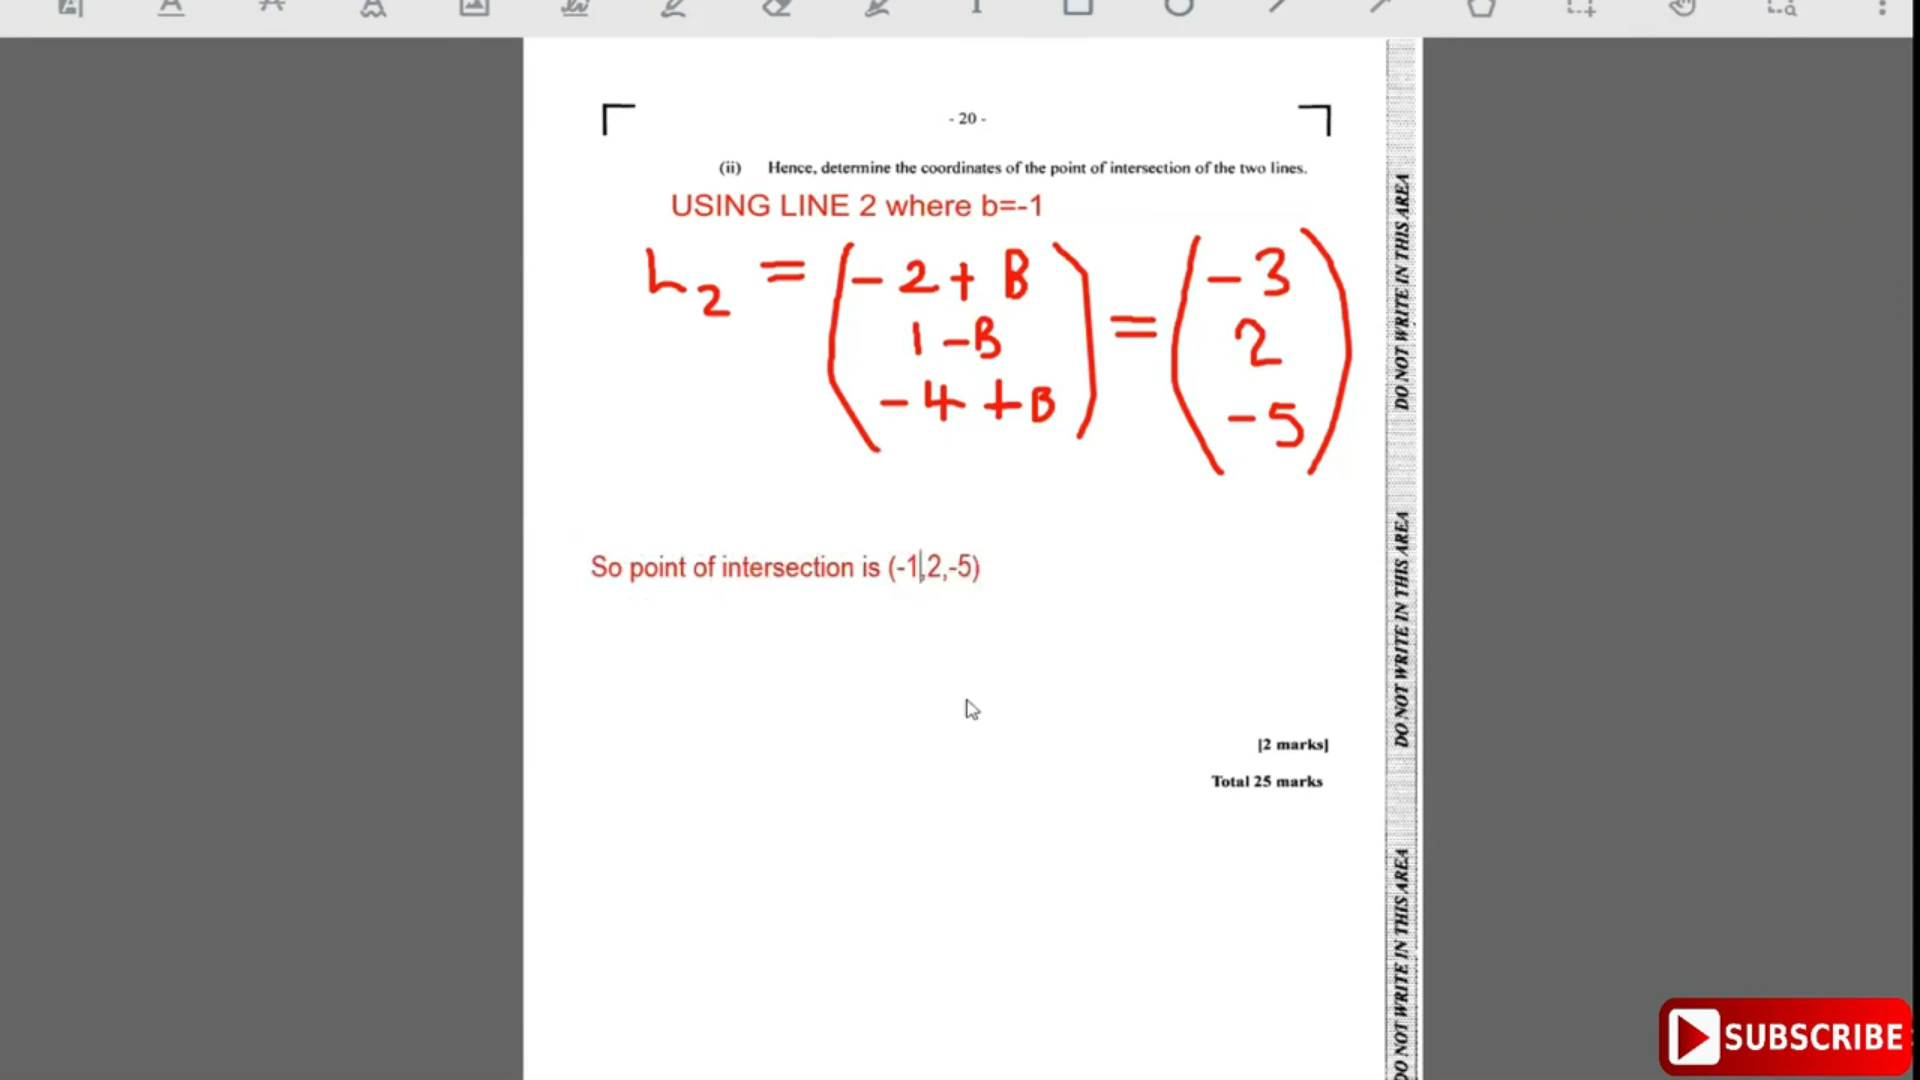 - 20 -
(ii) Hence, determine the coordinates of the point of intersection of the two lines.
USING LINE 2 where b=-1
L2 = (-2 + B = (-3
1 - B
2
-4 + B)
-5)
So point of intersection is (-1,2,-5)
[2 marks]
Total 25 marks
DO NOT WRITE IN THIS AREA
DO NOT WRITE IN THIS AREA
DO NOT WRITE IN THIS AREA
SUBSCRIBE